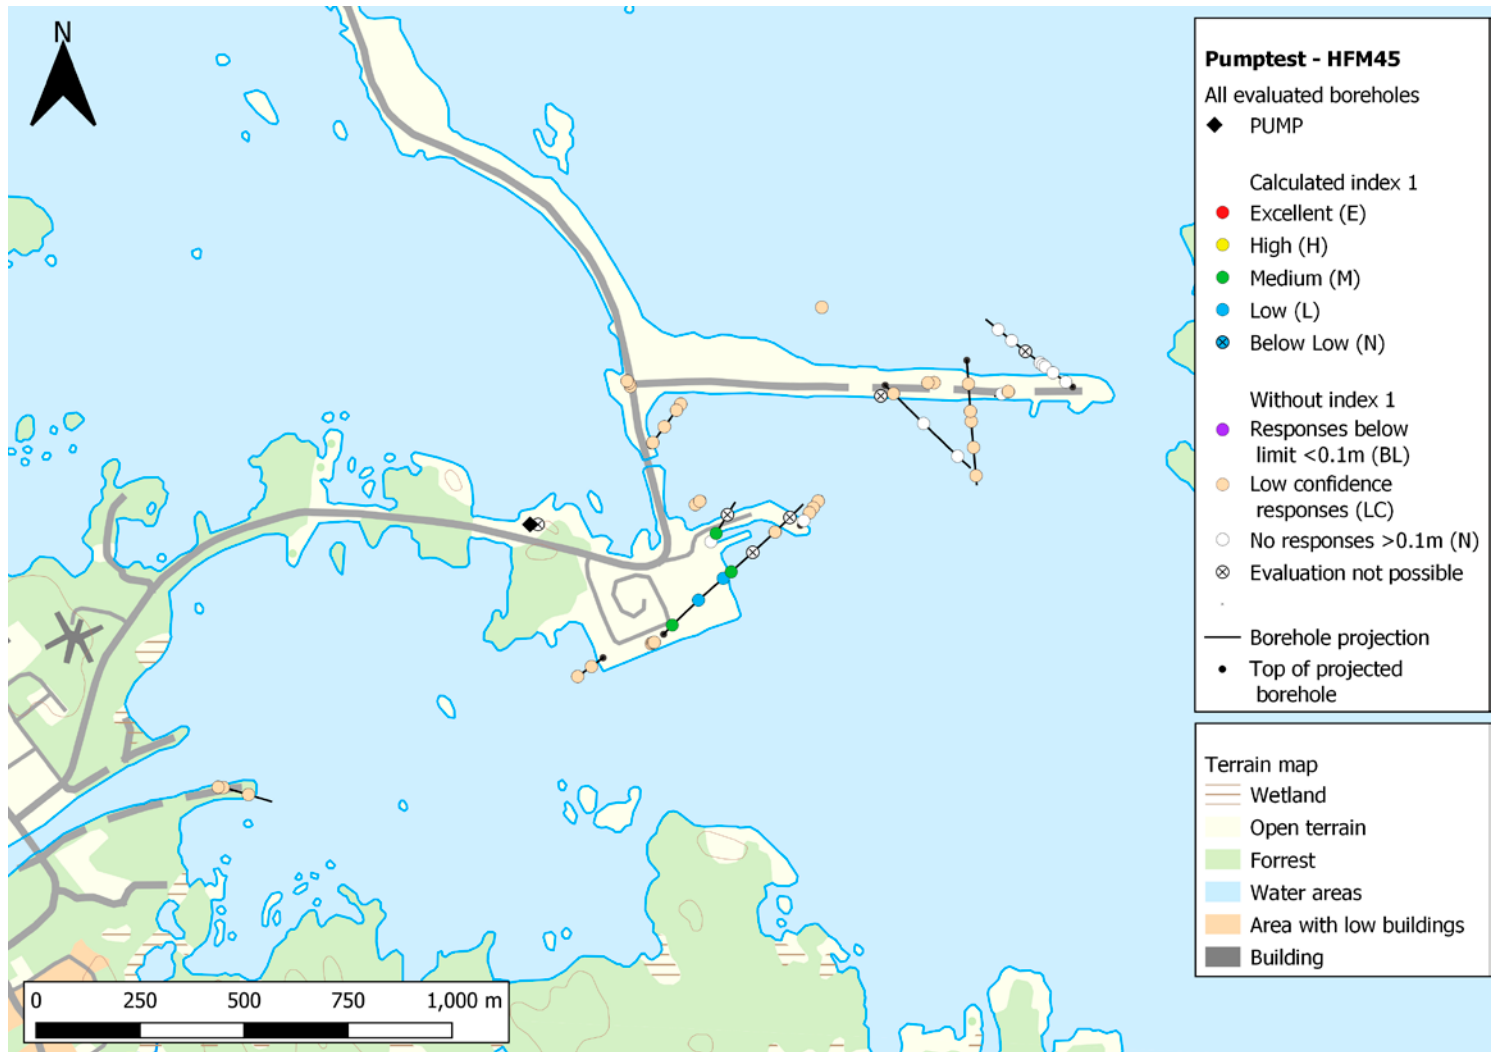 N
Pumptest - HFM45
All evaluated boreholes
PUMP
Calculated index 1
Excellent (E)
High (H)
Medium (M)
Low (L)
Below Low (N)
Without index 1
Responses below
limit <0.1m (BL)
Low confidence
responses (LC)
No responses >0.1m (N)
Evaluation not possible
Borehole projection
Top of projected
borehole
Terrain map
Wetland
Open terrain
Forrest
Water areas
Area with low buildings
Building
0 250 500 750 1,000 m